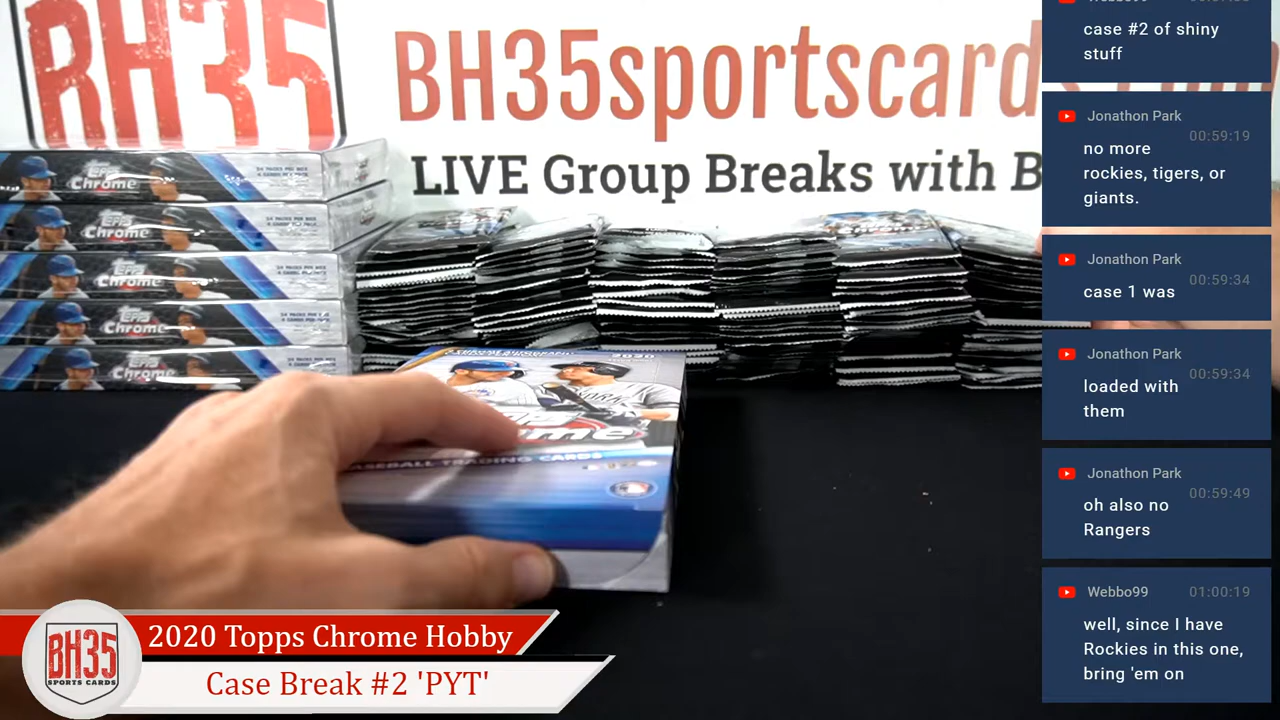 BH35
BH35sportscard
LIVE Group Breaks with B
Topps
Chrome
Topps
Chrome
Topps
Chrome
Topps
Chrome
Topps
Chrome
2020
BASEBALL TRADING CARDS
case #2 of shiny
stuff
Jonathon Park
00:59:19
no more
rockies, tigers, or
giants.
Jonathon Park
00:59:34
case 1 was
Jonathon Park
00:59:34
loaded with
them
Jonathon Park
00:59:49
oh also no
Rangers
Webbo99
01:00:19
well, since I have
Rockies in this one,
bring 'em on
BH35
SPORTS CARDS
2020 Topps Chrome Hobby
Case Break #2 'PYT'